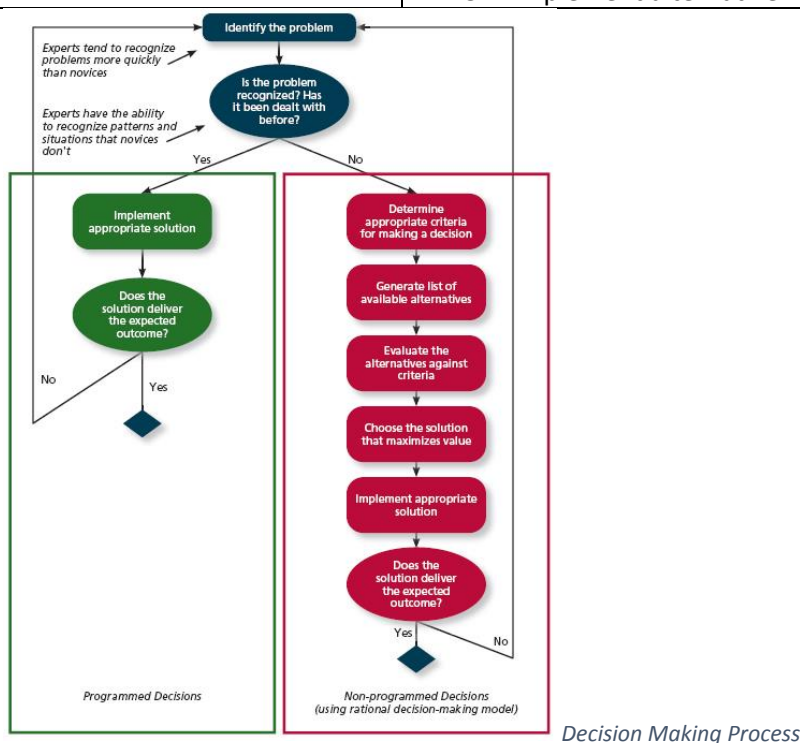 Identify the problem
Experts tend to recognize
problems more quickly
than novices
Is the problem
recognized? Has
it been dealt with
before?
Experts have the ability
to recognize patterns and
situations that novices
don't
Yes
No
Implement
appropriate solution
Does the
solution deliver
the expected
outcome?
No
Yes
Programmed Decisions
Determine
appropriate criteria
for making a decision
Generate list of
available alternatives
Evaluate the
alternatives against
criteria
Choose the solution
that maximizes value
Implement appropriate
solution
Does the
solution deliver
the expected
outcome?
Yes
No
Non-programmed Decisions
(using rational decision-making model)
Decision Making Process